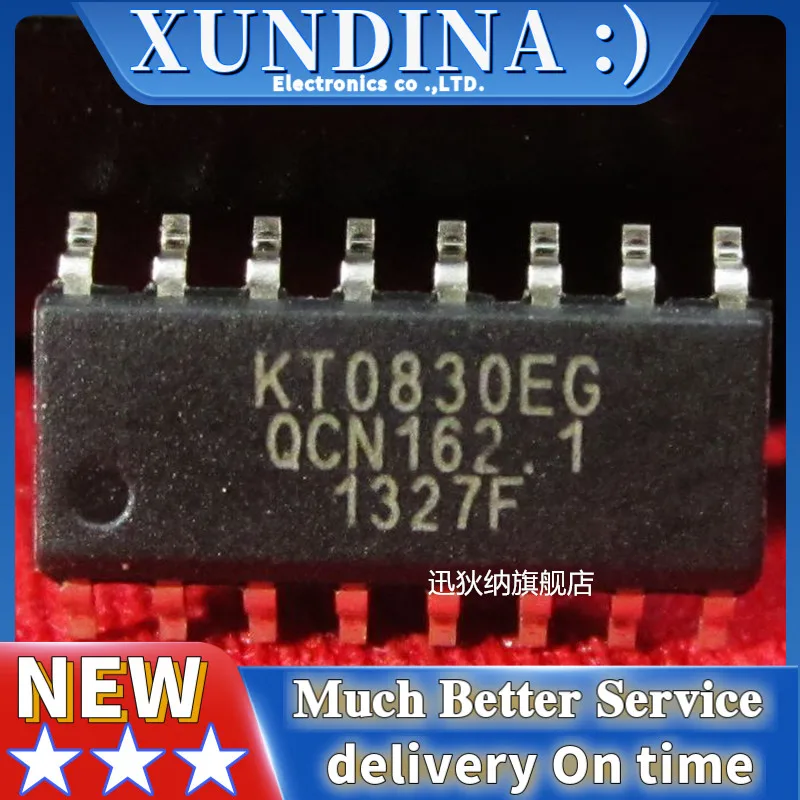 XUNDINA :)
Electronics co .,LTD.
KT0830EG
QCN162.1
1327F
迅狄纳旗舰店
NEW
Much Better Service
delivery On time